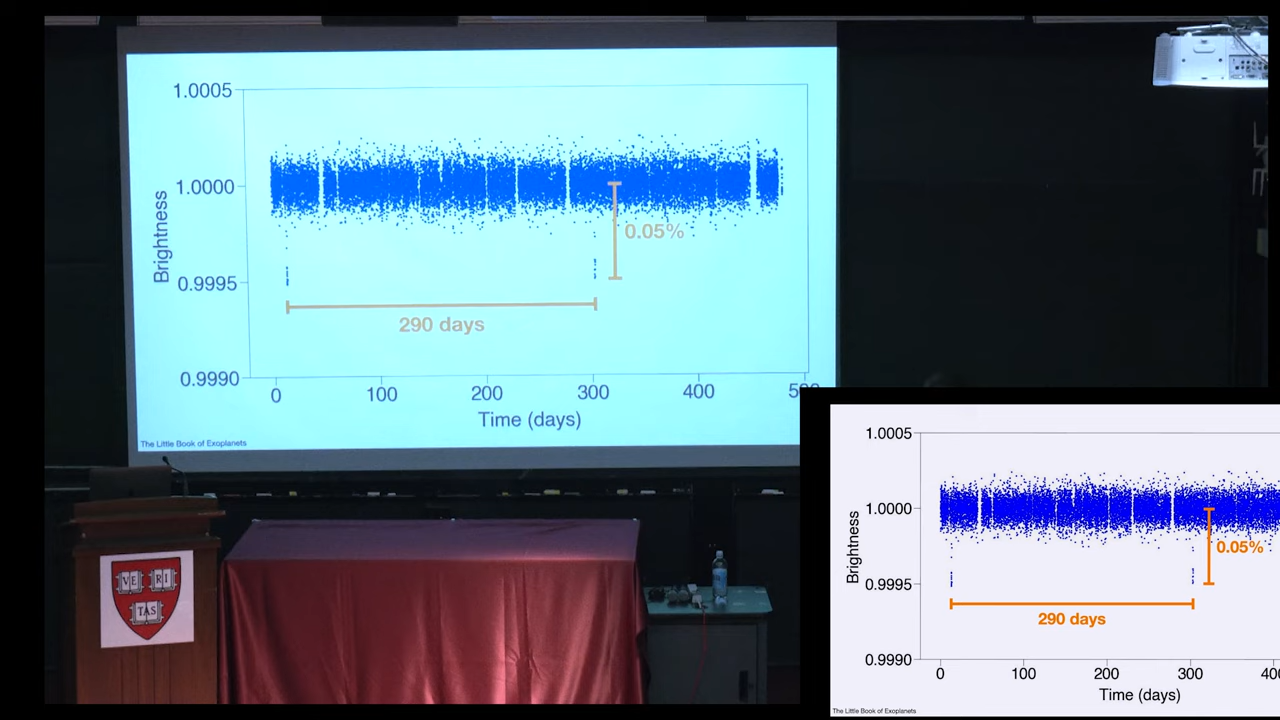 1.0005
1.0000
0.9995
0.9990
Brightness
0.05%
290 days
0
100
200
300
400
Time (days)
The Little Book of Exoplanets
VE RI
TAS
1.0005
1.0000
0.9995
0.9990
Brightness
0.05%
290 days
0
100
200
300
Time (days)
The Little Book of Exoplanets